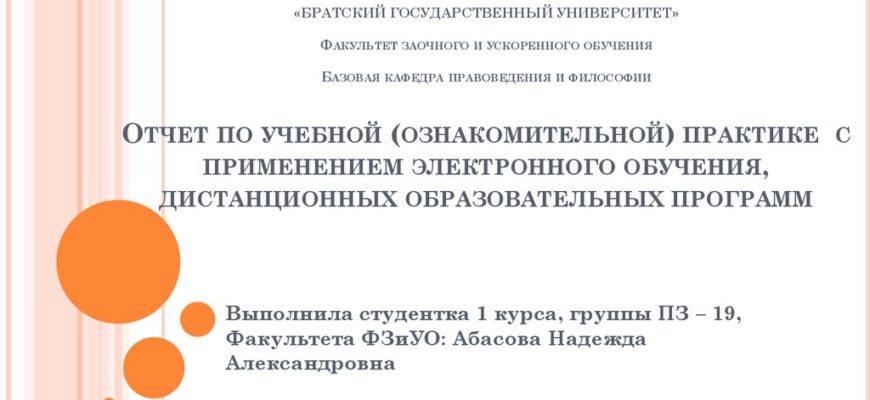 «БРАТСКИЙ ГОСУДАРСТВЕННЫЙ УНИВЕРСИТЕТ»
Факультет заочного и ускоренного обучения
Базовая кафедра правоведения и философии
Отчет по учебной (ознакомительной) практике с
применением электронного обучения,
дистанционных образовательных программ
Выполнила студентка 1 курса, группы ПЗ – 19,
Факультета ФЗиУО: Абасова Надежда
Александровна